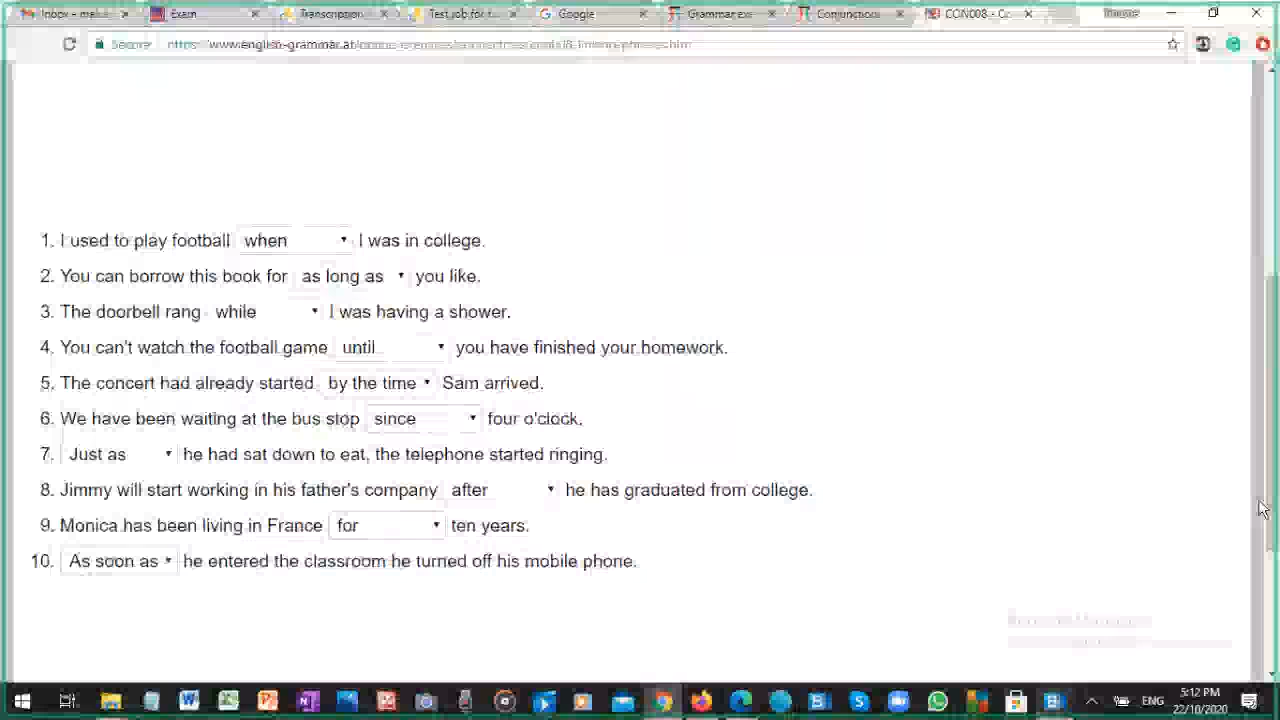 Inbox
Exam
Transcription
Test job for t
Google
Grammar exe
Conjunctions
CON008 - Co
Secure https://www.english-grammar.at
1. I used to play football when I was in college.
2. You can borrow this book for as long as you like.
3. The doorbell rang while I was having a shower.
4. You can't watch the football game until you have finished your homework.
5. The concert had already started by the time Sam arrived.
6. We have been waiting at the bus stop since four o'clock.
7. Just as he had sat down to eat, the telephone started ringing.
8. Jimmy will start working in his father's company after he has graduated from college.
9. Monica has been living in France for ten years.
10. As soon as he entered the classroom he turned off his mobile phone.
ENG
5:12 PM
22/10/2020